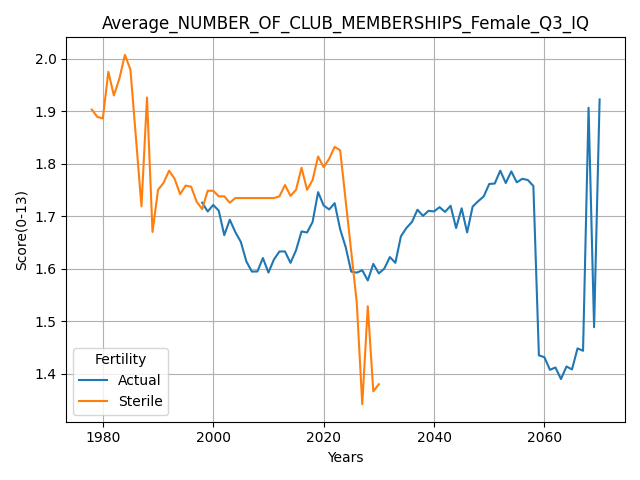 Average_NUMBER_OF_CLUB_MEMBERSHIPS_Female_Q3_IQ
2.0
1.9
1.8
1.7
1.6
1.5
1.4
Score(0-13)
Fertility
Actual
Sterile
1980
2000
2020
2040
2060
Years